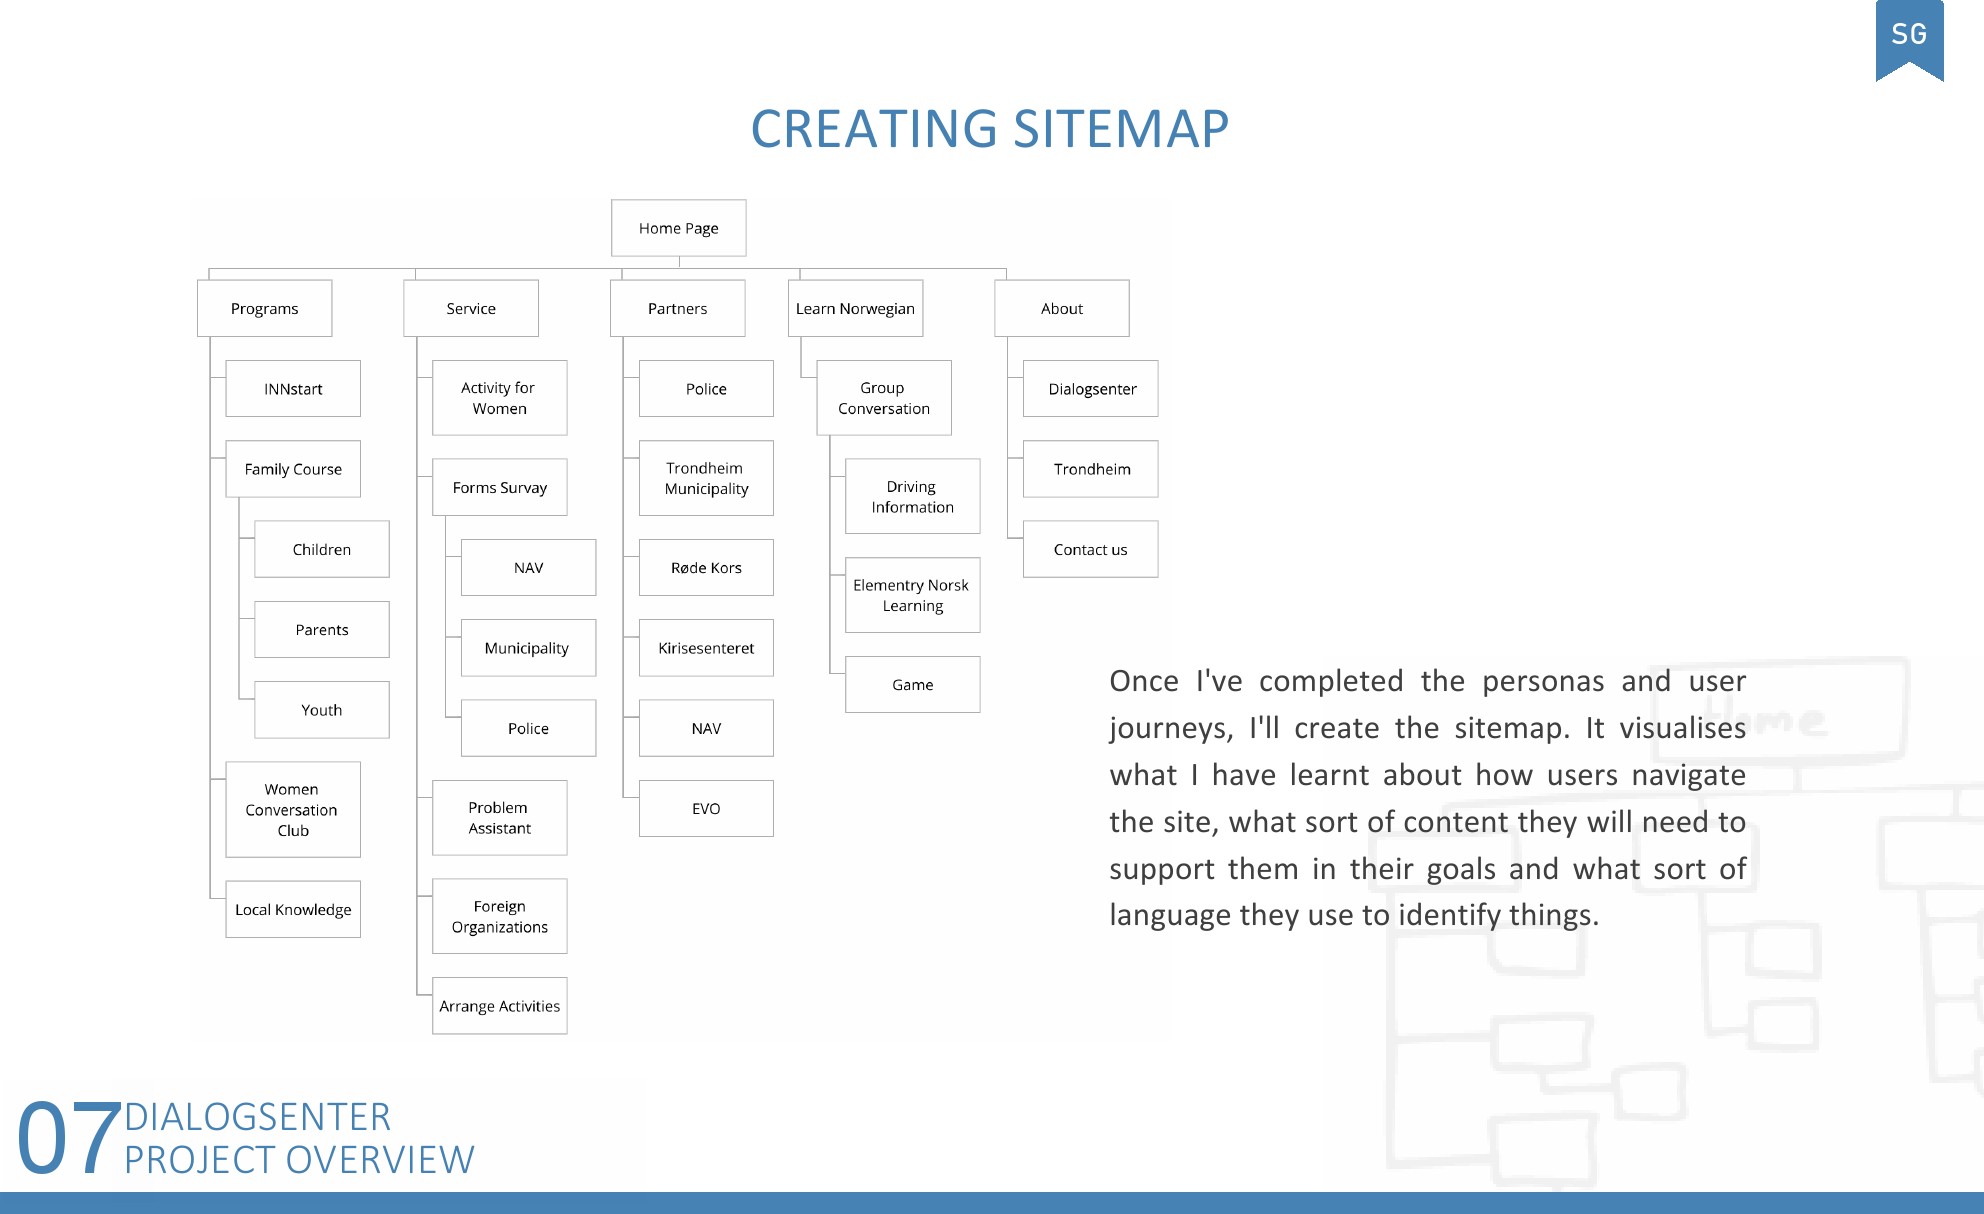 SG
CREATING SITEMAP
Home Page
Programs
INNstart
Family Course
Children
Parents
Youth
Women
Conversation
Club
Local Knowledge
Service
Activity for
Women
Forms Survay
NAV
Municipality
Police
Problem
Assistant
Foreign
Organizations
Arrange Activities
Partners
Police
Trondheim
Municipality
Røde Kors
Kirisesenteret
NAV
EVO
Learn Norwegian
Group
Conversation
Driving
Information
Elementry Norsk
Learning
Game
About
Dialogsenter
Trondheim
Contact us
Once I've completed the personas and user
journeys, I'll create the sitemap. It visualises
what I have learnt about how users navigate
the site, what sort of content they will need to
support them in their goals and what sort of
language they use to identify things.
Home
07
DIALOGSENTER
PROJECT OVERVIEW